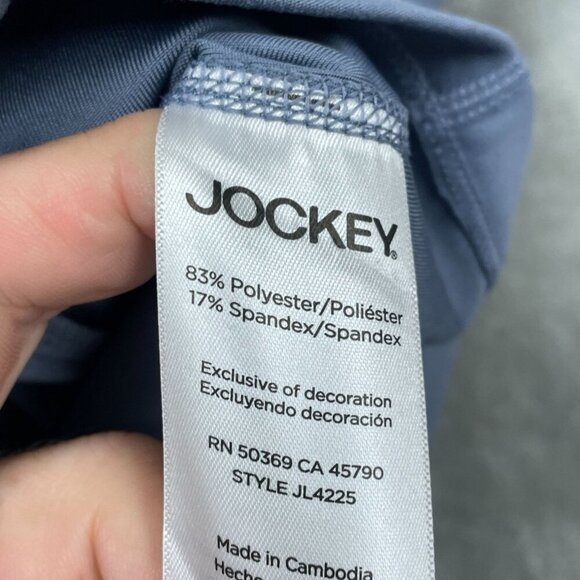 JOCKEY®
83% Polyester/Poliéster
17% Spandex/Spandex
Exclusive of decoration
Excluyendo decoración
RN 50369 CA 45790
STYLE JL4225
Made in Cambodia
Hecho